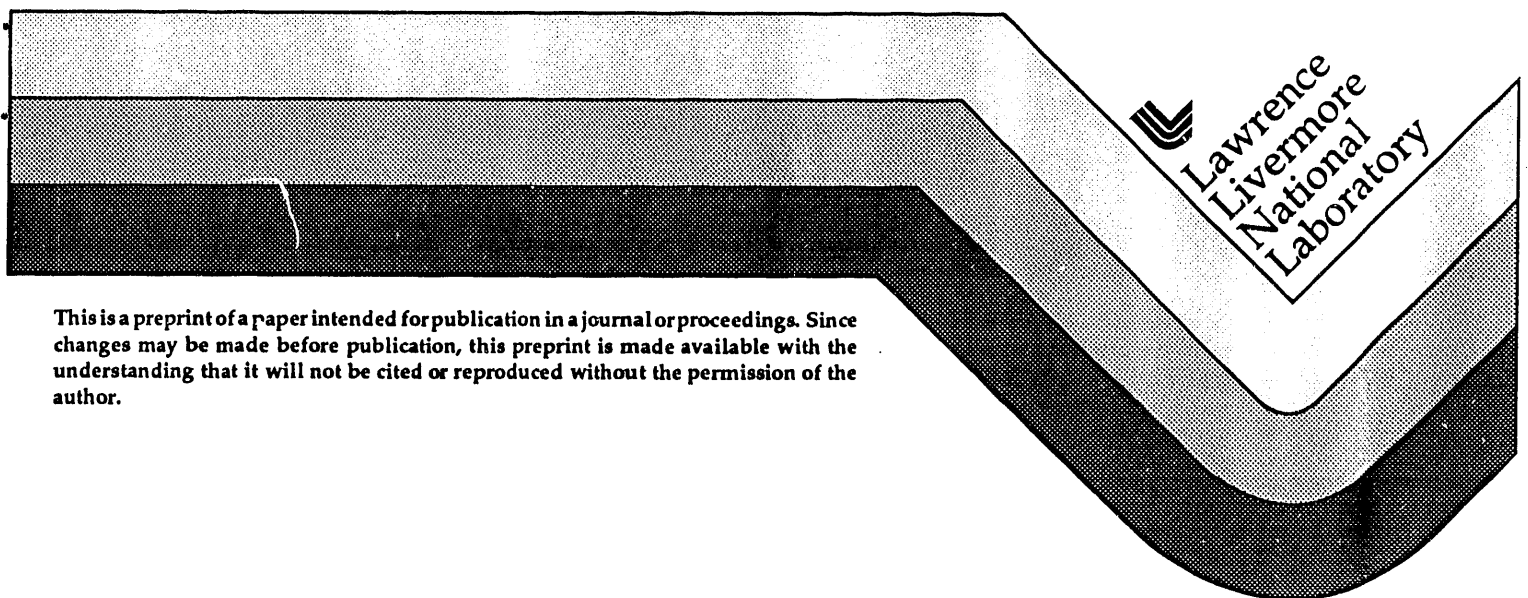 Lawrence
Livermore
National
Laboratory
This is a preprint of a paper intended for publication in a journal or proceedings. Since
changes may be made before publication, this preprint is made available with the
understanding that it will not be cited or reproduced without the permission of the
author.